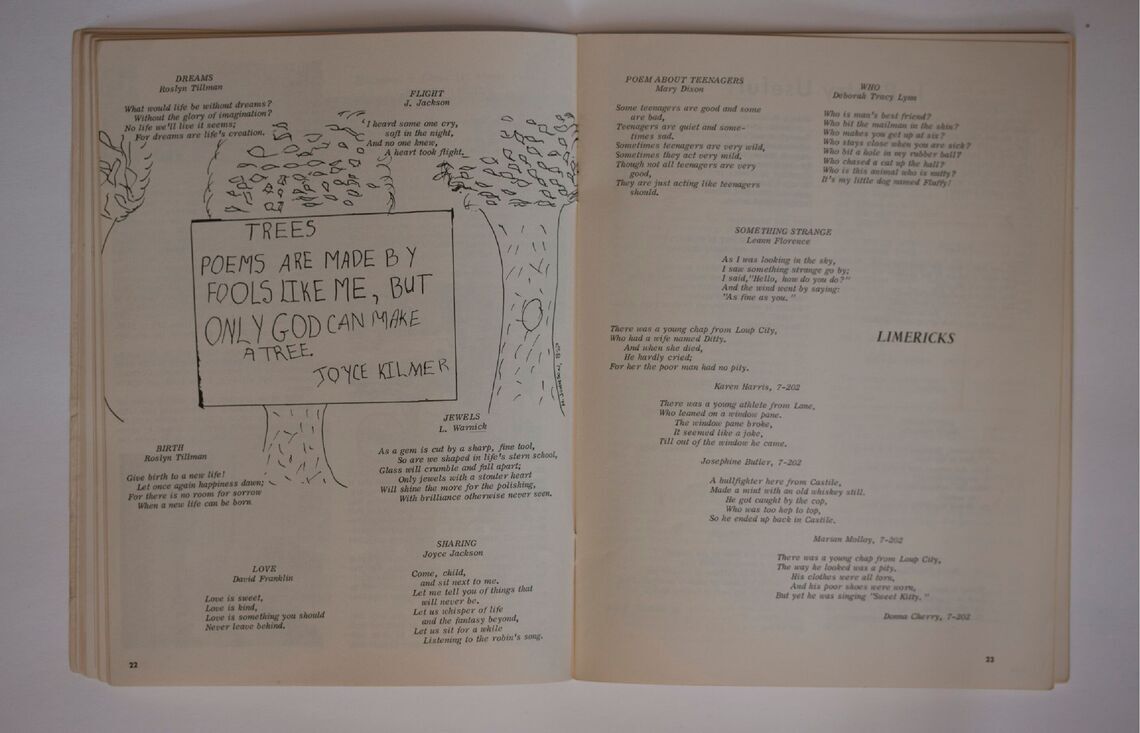 DREAMS
Roslyn Tillman
What would life be without dreams?
Without the glory of imagination?
No life we'll live it seems;
For dreams are life's creation.
FLIGHT
J. Jackson
I heard some one cry,
soft in the night,
And no one knew,
A heart took flight.
TREES
POEMS ARE MADE BY
FOOLS LIKE ME, BUT
ONLY GOD CAN MAKE
A TREE.
JOYCE KILMER
BIRTH
Roslyn Tillman
Give birth to a new life!
Let once again happiness dawn;
For there is no room for sorrow
When a new life can be born.
JEWELS
L. Warnick
As a gem is cut by a sharp, fine tool,
So are we shaped in life's stern school,
Glass will crumble and fall apart;
Only jewels with a stouter heart
Will shine the more for the polishing,
With brilliance otherwise never seen.
LOVE
David Franklin
Love is sweet,
Love is kind,
Love is something you should
Never leave behind.
SHARING
Joyce Jackson
Come, child,
and sit next to me.
Let me tell you of things that
will never be.
Let us whisper of life
and the fantasy beyond,
Let us sit for a while
Listening to the robin's song.
22
POEM ABOUT TEENAGERS
Mary Dixon
Some teenagers are good and some
are bad,
Teenagers are quiet and some-
times sad.
Sometimes teenagers are very wild,
Sometimes they act very mild,
Though not all teenagers are very
good,
They are just acting like teenagers
should.
WHO
Deborah Tracy Lynn
Who is man's best friend?
Who bit the mailman in the shin?
Who makes you get up at six?
Who stays close when you are sick?
Who bit a hole in my rubber ball?
Who chased a cat up the hall?
Who is this animal who is nutty?
It's my little dog named Fluffy!
SOMETHING STRANGE
Leann Florence
As I was looking in the sky,
I saw something strange go by;
I said, "Hello, how do you do?"
And the wind went by saying:
"As fine as you."
LIMERICKS
There was a young chap from Loup City,
Who had a wife named Ditty.
And when she died,
He hardly cried;
For her the poor man had no pity.
Karen Harris, 7-202
There was a young athlete from Lane,
Who leaned on a window pane.
The window pane broke,
It seemed like a joke,
Till out of the window he came.
Josephine Butler, 7-202
A bullfighter here from Castile,
Made a mint with an old whiskey still.
He got caught by the cop,
Who was too hep to top,
So he ended up back in Castile.
Marian Molloy, 7-202
There was a young chap from Loup City,
The way he looked was a pity.
His clothes were all torn,
And his poor shoes were worn,
But yet he was singing "Sweet Kitty."
Donna Cherry, 7-202
23